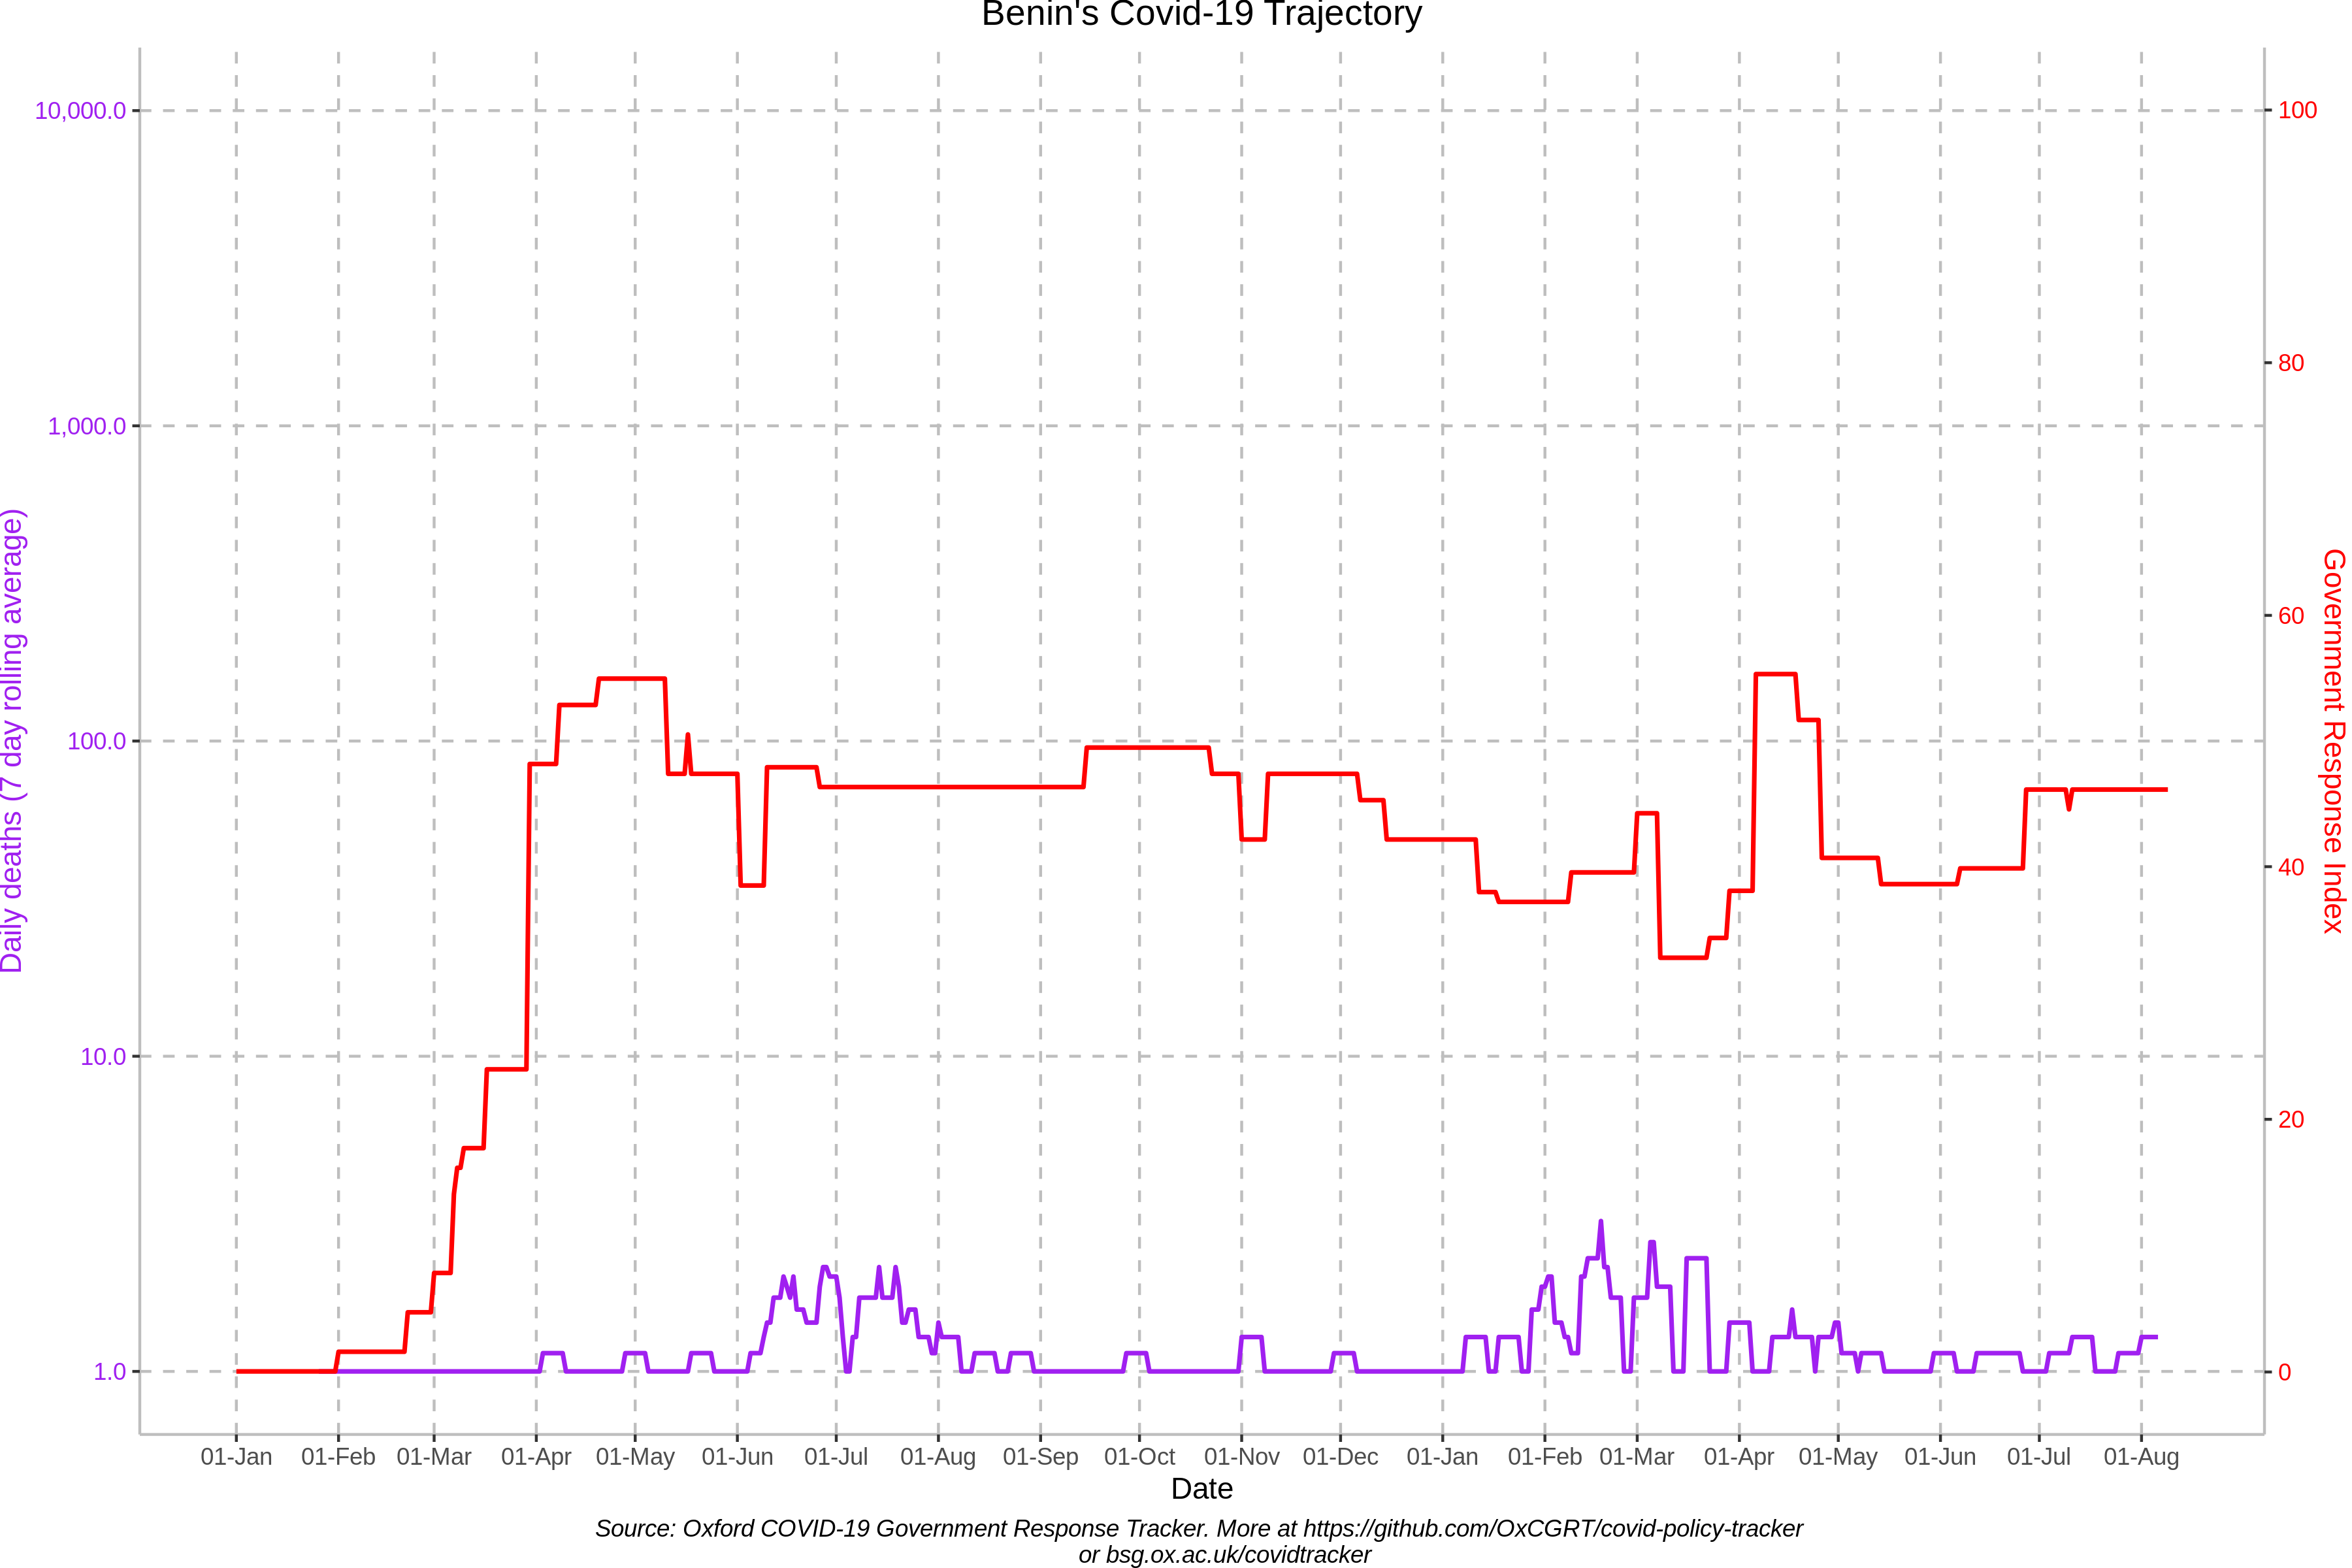 Benin's Covid-19 Trajectory
10,000.0
1,000.0
100.0
10.0
1.0
Daily deaths (7 day rolling average)
100
80
60
40
20
0
Government Response Index
01-Jan 01-Feb 01-Mar 01-Apr 01-May 01-Jun 01-Jul 01-Aug 01-Sep 01-Oct 01-Nov 01-Dec 01-Jan 01-Feb 01-Mar 01-Apr 01-May 01-Jun 01-Jul 01-Aug
Date
Source: Oxford COVID-19 Government Response Tracker. More at https://github.com/OxCGRT/covid-policy-tracker
or bsg.ox.ac.uk/covidtracker